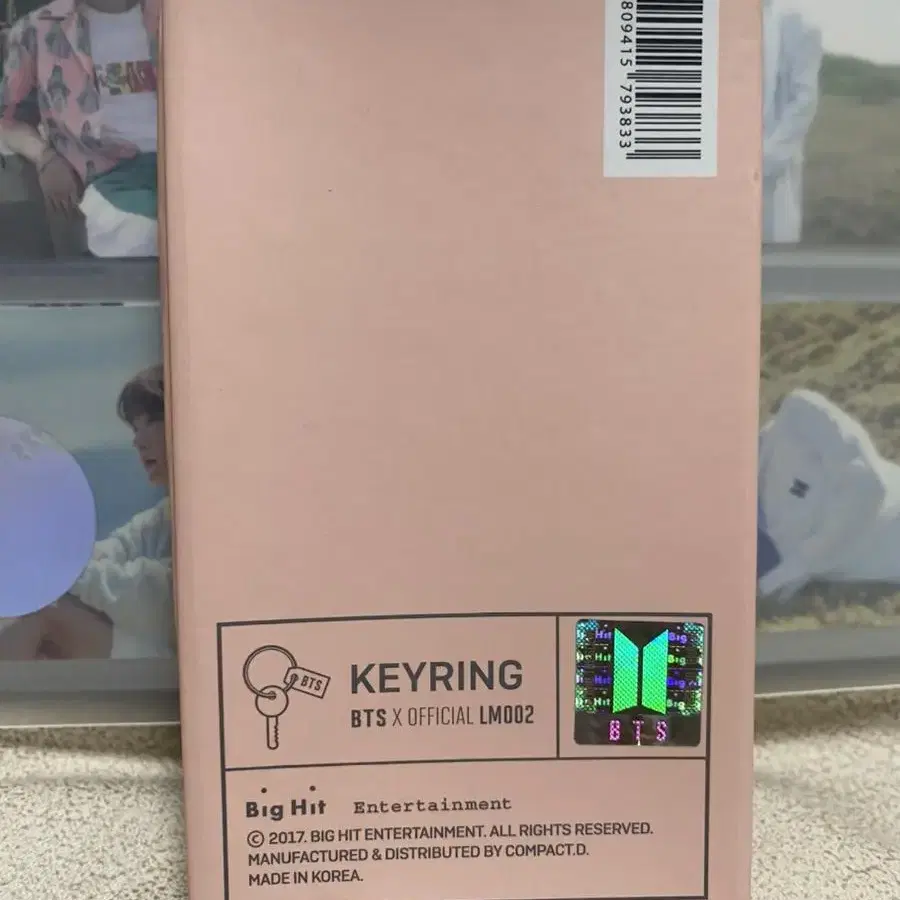 809415 793833
BTS
KEYRING
BTS X OFFICIAL LM002
Hit Big
Hit Big
Hit Big
Hit Big
BTS
Big Hit Entertainment
© 2017. BIG HIT ENTERTAINMENT. ALL RIGHTS RESERVED.
MANUFACTURED & DISTRIBUTED BY COMPACT.D.
MADE IN KOREA.